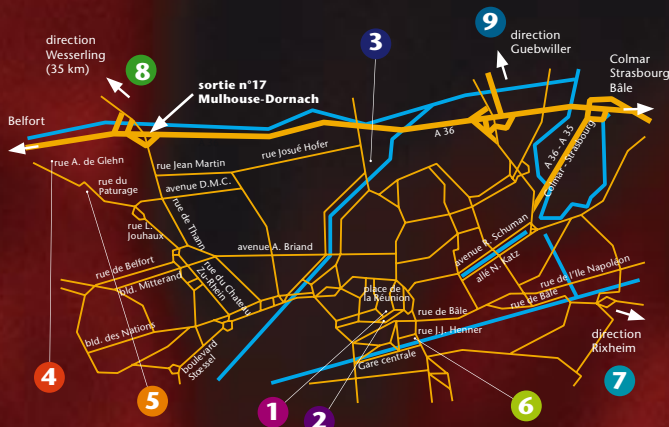 direction
Wesserling
(35 km)
8
3
9
direction
Guebwiller
Colmar
Strasbourg
Bâle
sortie n°17
Mulhouse-Dornach
Belfort
A 36
A 36 - A 35
Colmar - Strasbourg
rue A. de Glehn
rue Jean Martin
rue Josué Hofer
rue du
Paturage
avenue D.M.C.
rue L.
Jouhaux
rue de Thann
avenue A. Briand
avenue R. Schuman
allé N. Katz
rue de Belfort
bld. Mitterand
rue du Chateau
Zu-Rhein
place de
la Réunion
rue de l'Ile Napoléon
rue de Bâle
rue de Bâle
bld. des Nations
rue J.J. Henner
boulevard
Stœssel
Gare centrale
direction
Rixheim
4
5
1
2
6
7